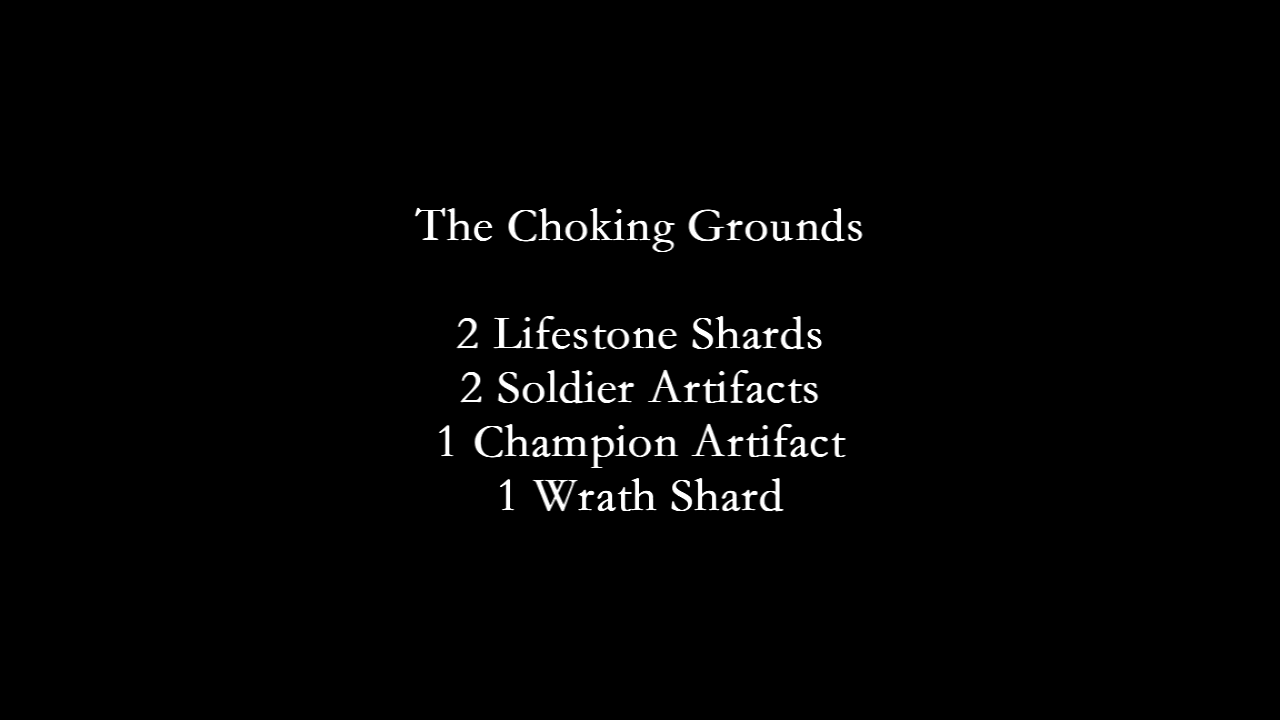 The Choking Grounds
2 Lifestone Shards
2 Soldier Artifacts
1 Champion Artifact
1 Wrath Shard